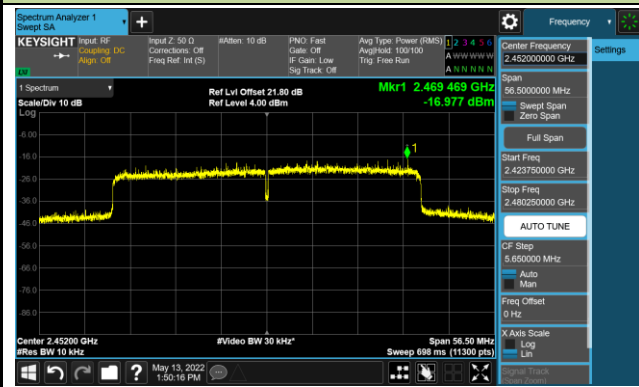 Spectrum Analyzer 1
Swept SA
Frequency
KEYSIGHT
Input: RF
Coupling: DC
Align: Off
Input Z: 50 Ω
Corrections: Off
Freq Ref: Int (S)
#Atten: 10 dB
PNO: Fast
Gate: Off
IF Gain: Low
Sig Track: Off
Avg Type: Power (RMS)
Avg|Hold: 100/100
Trig: Free Run
1 2 3 4 5 6
A W W W W W
A N N N N N
LVI
1 Spectrum
Scale/Div 10 dB
Log
Ref Lvl Offset 21.80 dB
Ref Level 4.00 dBm
Mkr1 2.469 469 GHz
-16.977 dBm
-6.00
-16.0
-26.0
-36.0
-46.0
-56.0
-66.0
-76.0
-86.0
1
Center 2.45200 GHz
#Res BW 10 kHz
#Video BW 30 kHz*
Span 56.50 MHz
Sweep 698 ms (11300 pts)
May 13, 2022
1:50:16 PM
Center Frequency
2.452000000 GHz
Settings
Span
56.5000000 MHz
Swept Span
Zero Span
Full Span
Start Freq
2.423750000 GHz
Stop Freq
2.480250000 GHz
AUTO TUNE
CF Step
5.650000 MHz
Auto
Man
Freq Offset
0 Hz
X Axis Scale
Log
Lin
Signal Track
(Span Zoom)